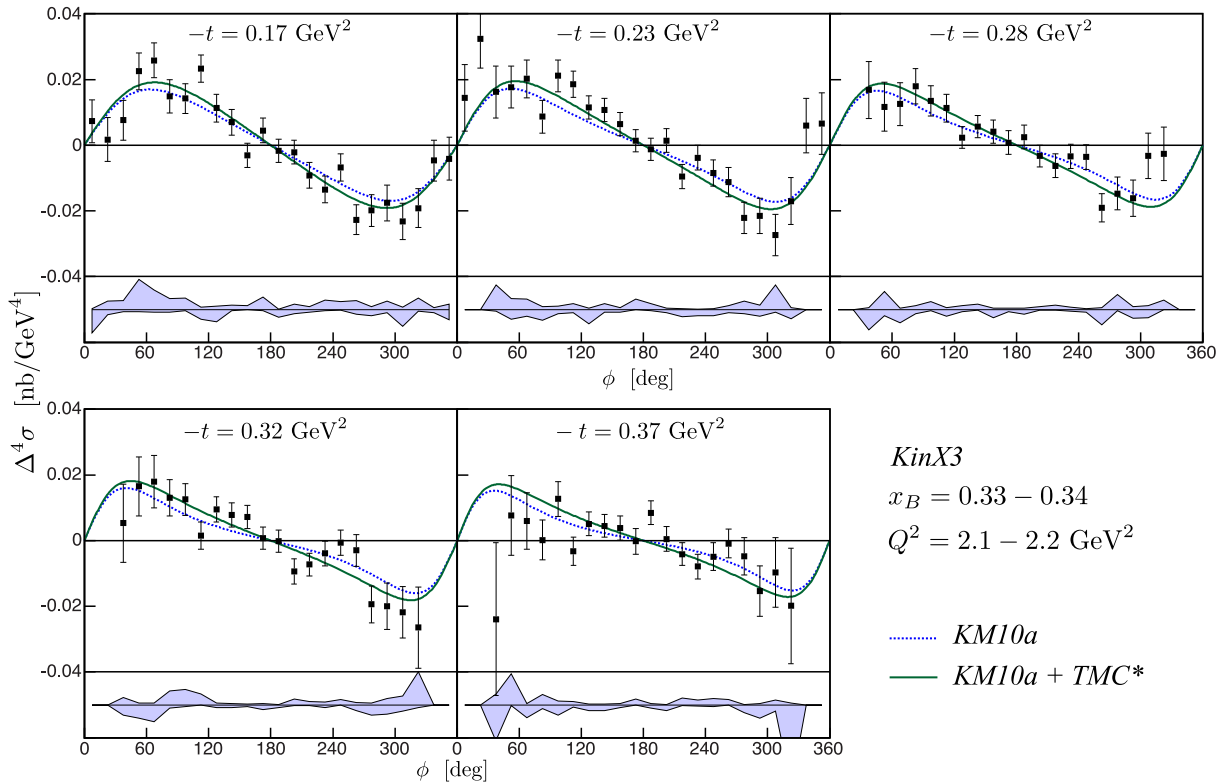 0.04
−t = 0.17 GeV²
−t = 0.23 GeV²
−t = 0.28 GeV²
0.02
0
-0.02
-0.04
0 60 120 180 240 300 0 60 120 180 240 300 0 60 120 180 240 300 360
ϕ [deg]
ϕ [deg]
Δ⁴σ [nb/GeV⁴]
0.04
−t = 0.32 GeV²
− t = 0.37 GeV²
0.02
0
-0.02
-0.04
0 60 120 180 240 300 0 60 120 180 240 300 360
ϕ [deg]
KinX3
x_B = 0.33 − 0.34
Q² = 2.1 − 2.2 GeV²
KM10a
KM10a + TMC*